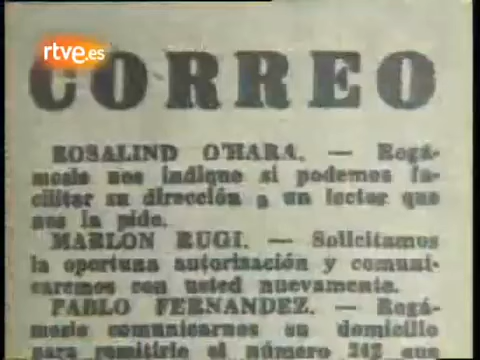 rtve.es
CORREO
ROSALIND O'HARA. — Rogá-
mosle nos indique si podemos fa-
cilitar su dirección a un lector que
nos la pide.
MARLON RUGI. — Solicitamos
la oportuna autorización y comuni-
caremos con usted nuevamente.
PABLO FERNANDEZ. — Rogá-
mosle comunicarnos su domicilio
para remitirle el número 242 que